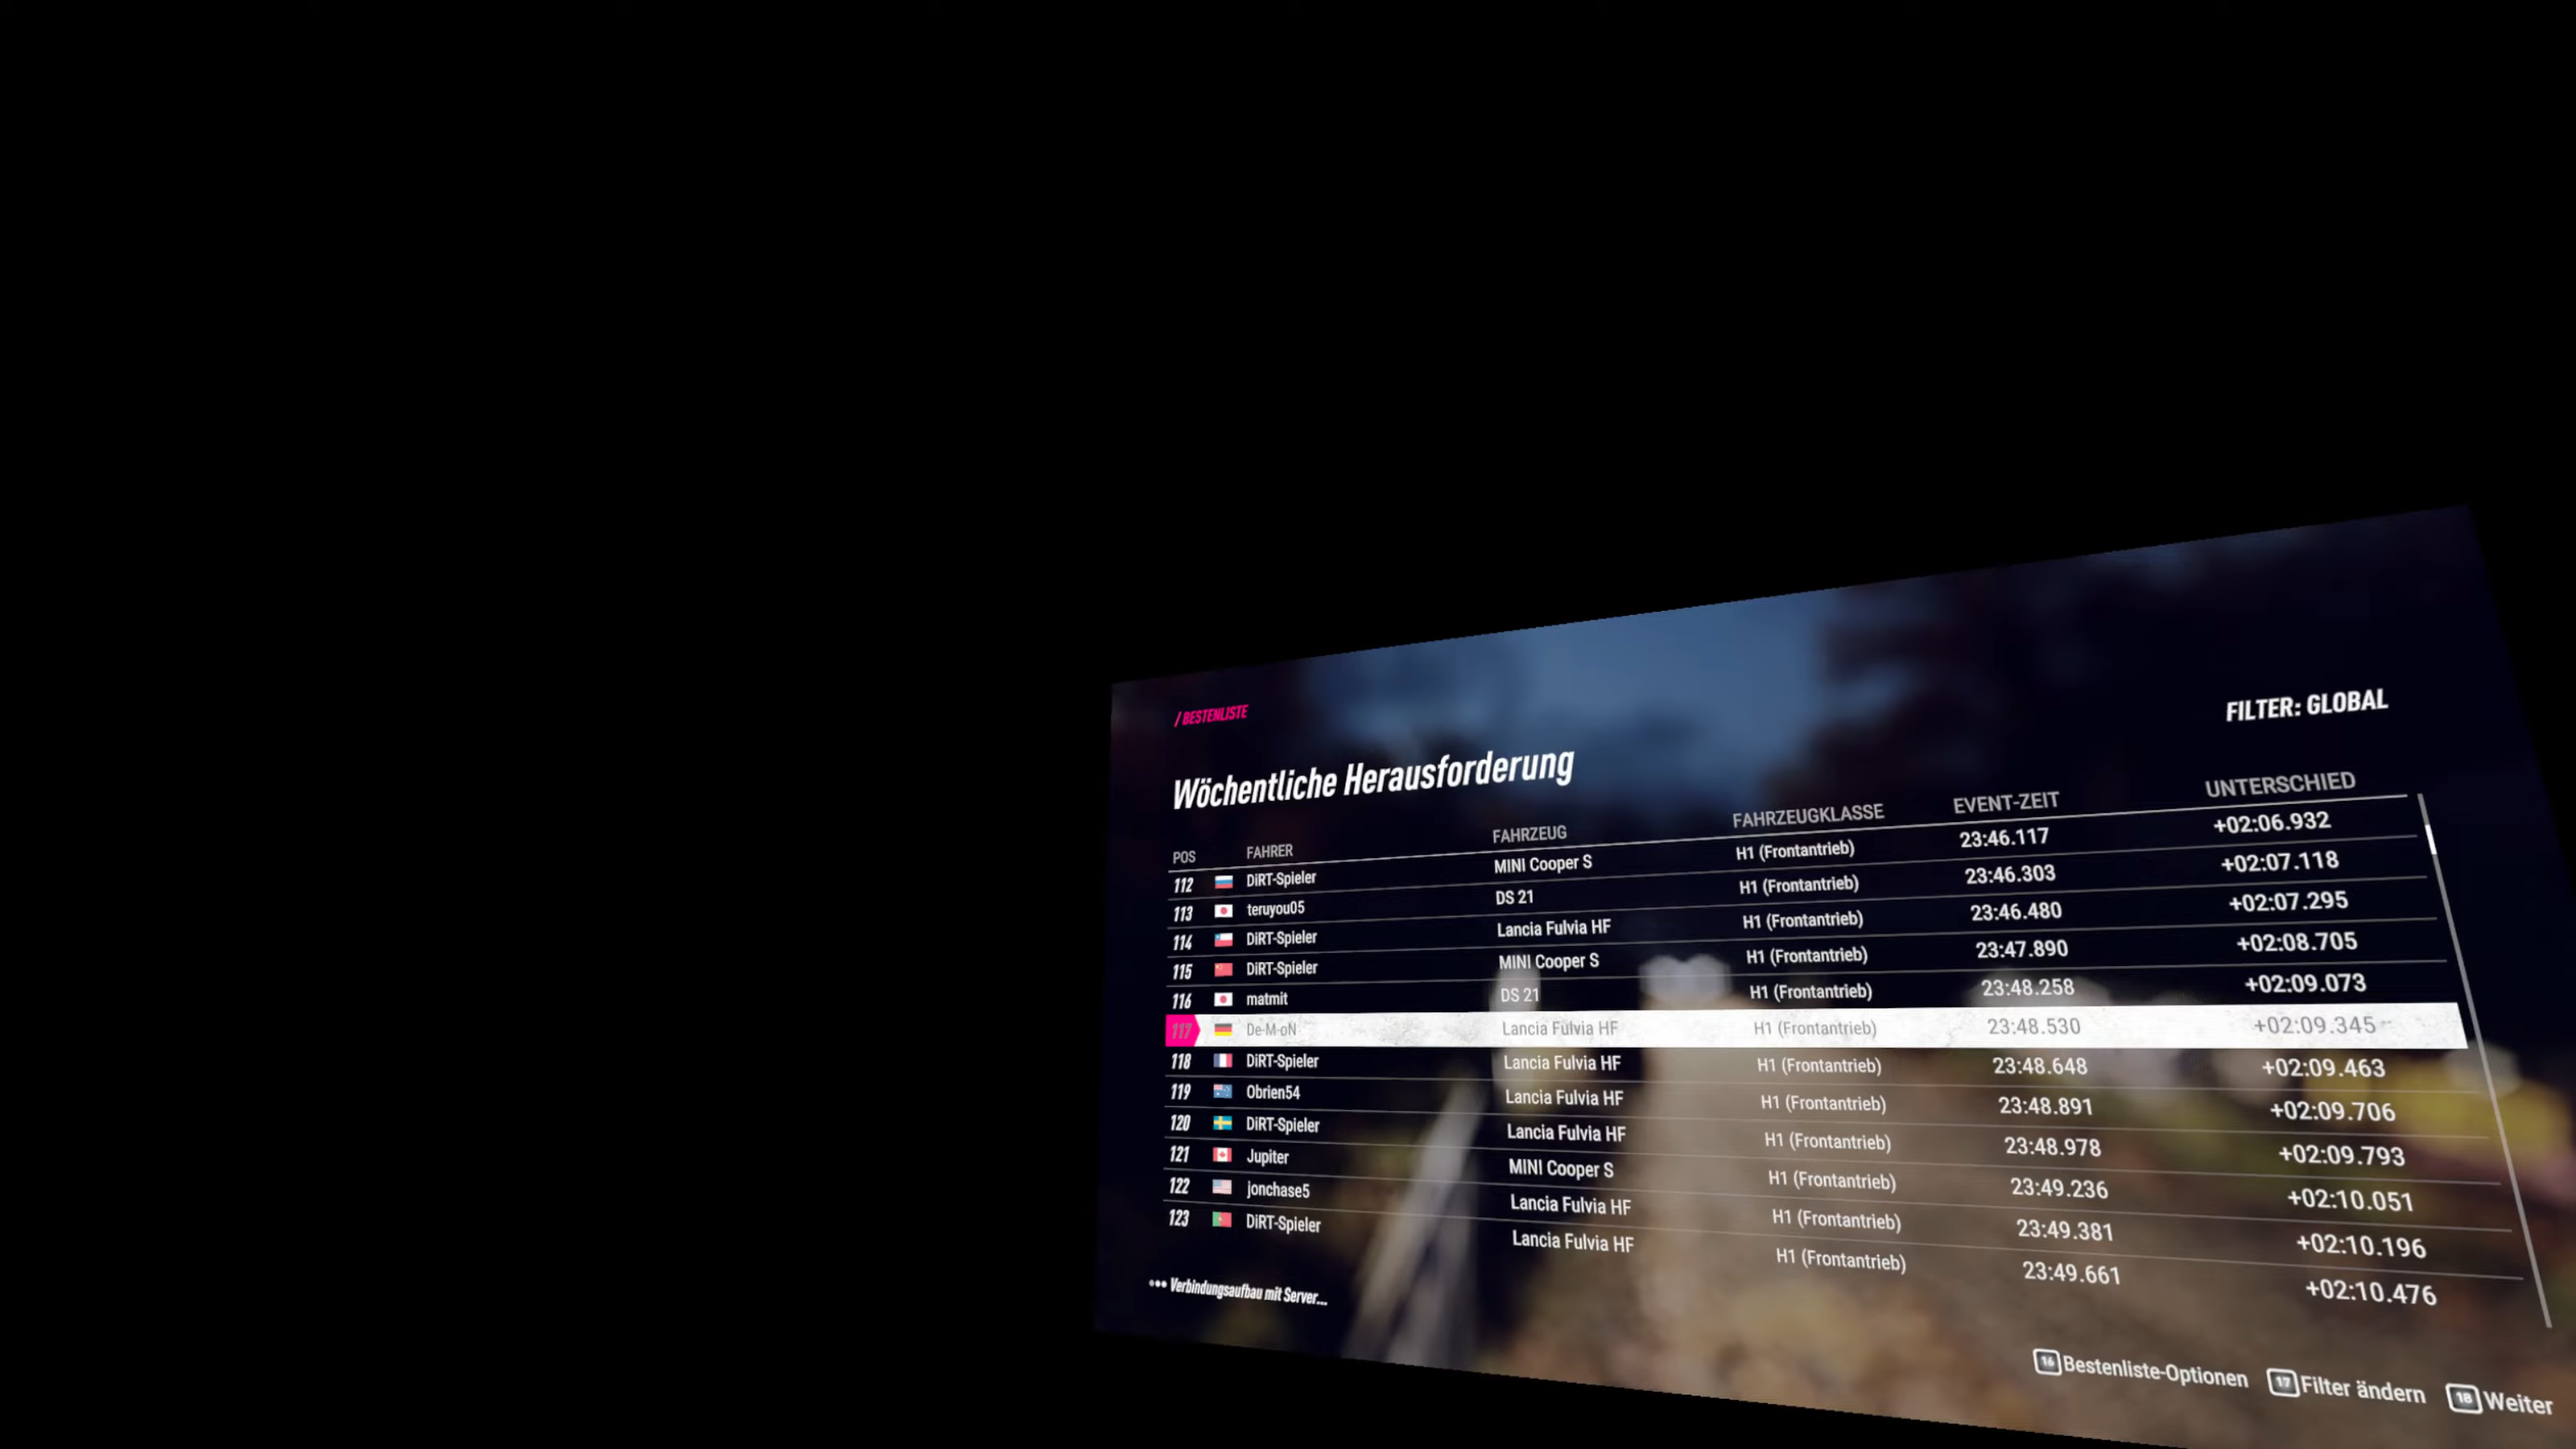 / BESTENLISTE
FILTER: GLOBAL
Wöchentliche Herausforderung
POS FAHRER FAHRZEUG FAHRZEUGKLASSE EVENT-ZEIT UNTERSCHIED
112 DiRT-Spieler MINI Cooper S H1 (Frontantrieb) 23:46.117 +02:06.932
113 teruyou05 DS 21 H1 (Frontantrieb) 23:46.303 +02:07.118
114 DiRT-Spieler Lancia Fulvia HF H1 (Frontantrieb) 23:46.480 +02:07.295
115 DiRT-Spieler MINI Cooper S H1 (Frontantrieb) 23:47.890 +02:08.705
116 matmit DS 21 H1 (Frontantrieb) 23:48.258 +02:09.073
117 De-M-oN Lancia Fulvia HF H1 (Frontantrieb) 23:48.530 +02:09.345
118 DiRT-Spieler Lancia Fulvia HF H1 (Frontantrieb) 23:48.648 +02:09.463
119 Obrien54 Lancia Fulvia HF H1 (Frontantrieb) 23:48.891 +02:09.706
120 DiRT-Spieler Lancia Fulvia HF H1 (Frontantrieb) 23:48.978 +02:09.793
121 Jupiter MINI Cooper S H1 (Frontantrieb) 23:49.236 +02:10.051
122 jonchase5 Lancia Fulvia HF H1 (Frontantrieb) 23:49.381 +02:10.196
123 DiRT-Spieler Lancia Fulvia HF H1 (Frontantrieb) 23:49.661 +02:10.476
Verbindungsaufbau mit Server...
16 Bestenliste-Optionen 17 Filter ändern 18 Weiter